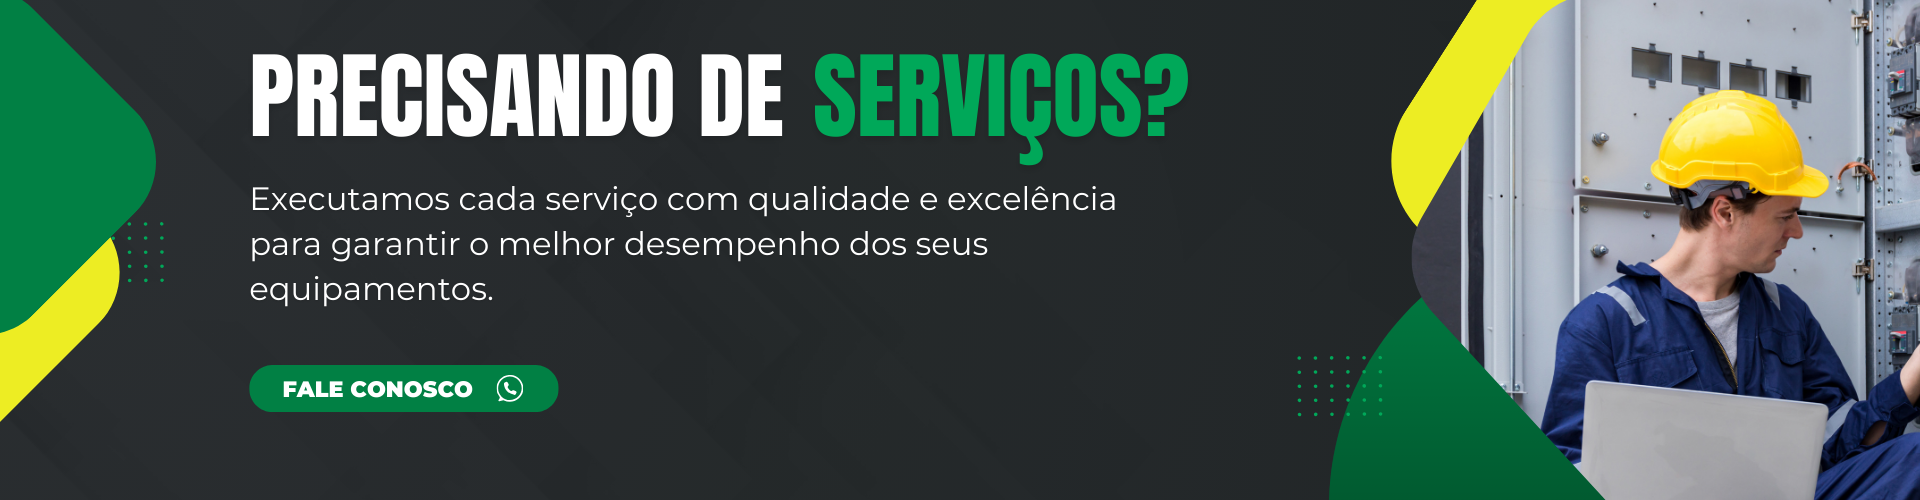 PRECISANDO DE SERVIÇOS?
Executamos cada serviço com qualidade e excelência
para garantir o melhor desempenho dos seus
equipamentos.
FALE CONOSCO